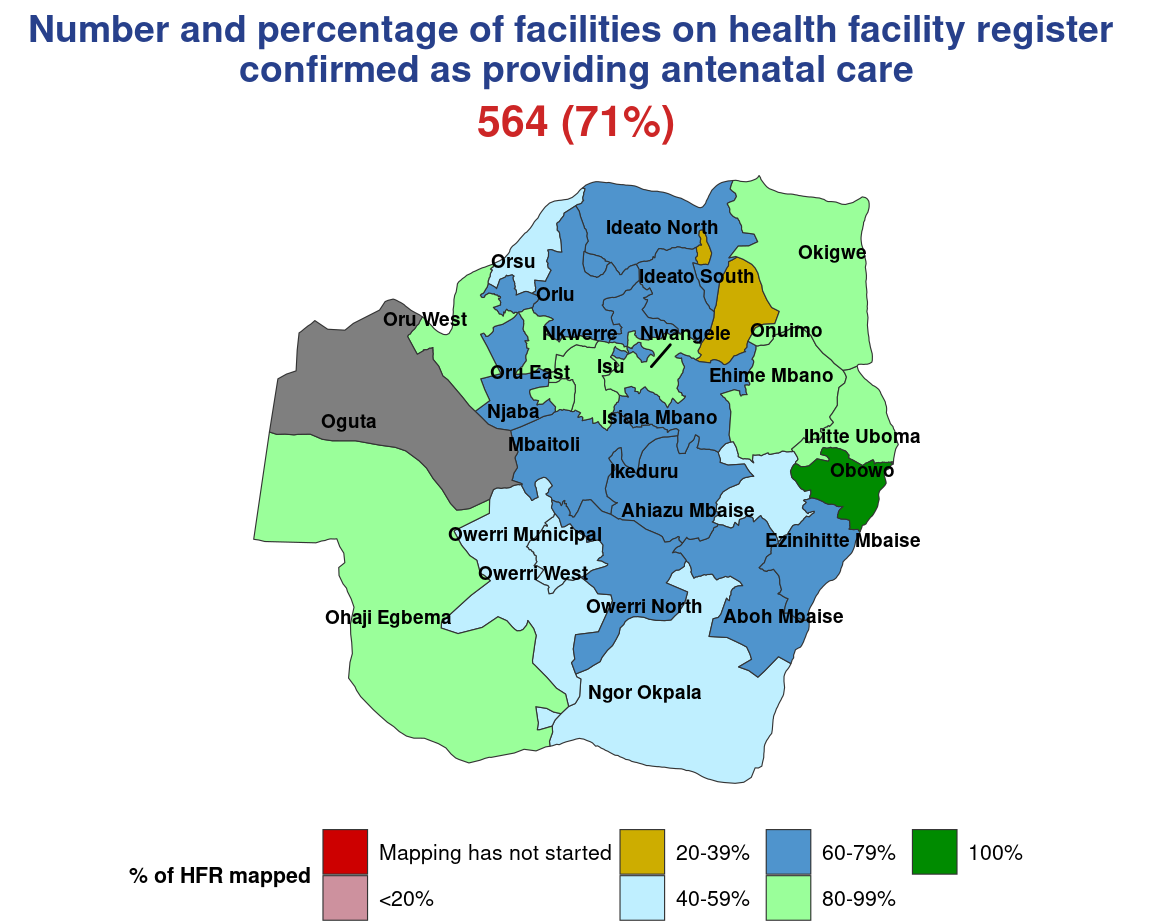 Number and percentage of facilities on health facility register
confirmed as providing antenatal care
564 (71%)
Ideato North
Okigwe
Orsu
Ideato South
Orlu
Oru West
Nkwerre
Nwangele
Onuimo
Isu
Oru East
Ehime Mbano
Njaba
Isiala Mbano
Oguta
Ihitte Uboma
Mbaitoli
Ikeduru
Obowo
Ahiazu Mbaise
Owerri Municipal
Ezinihitte Mbaise
Owerri West
Owerri North
Ohaji Egbema
Aboh Mbaise
Ngor Okpala
% of HFR mapped
Mapping has not started
<20%
20-39%
40-59%
60-79%
80-99%
100%